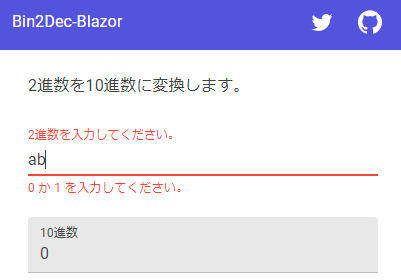 Bin2Dec-Blazor
2進数を10進数に変換します。
2進数を入力してください。
ab
0 か 1 を入力してください。
10進数
0